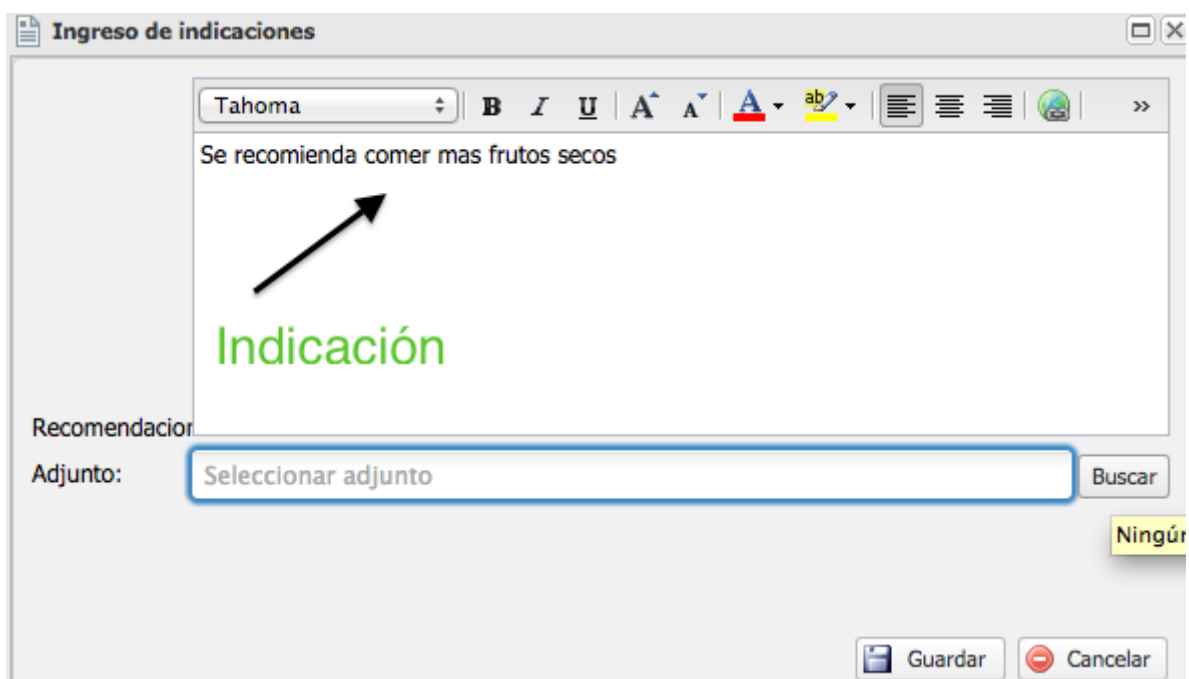 Ingreso de indicaciones
Tahoma B I U A A A ab »
Se recomienda comer mas frutos secos
Indicación
Recomendacion
Adjunto: Seleccionar adjunto Buscar
Ningún
Guardar Cancelar